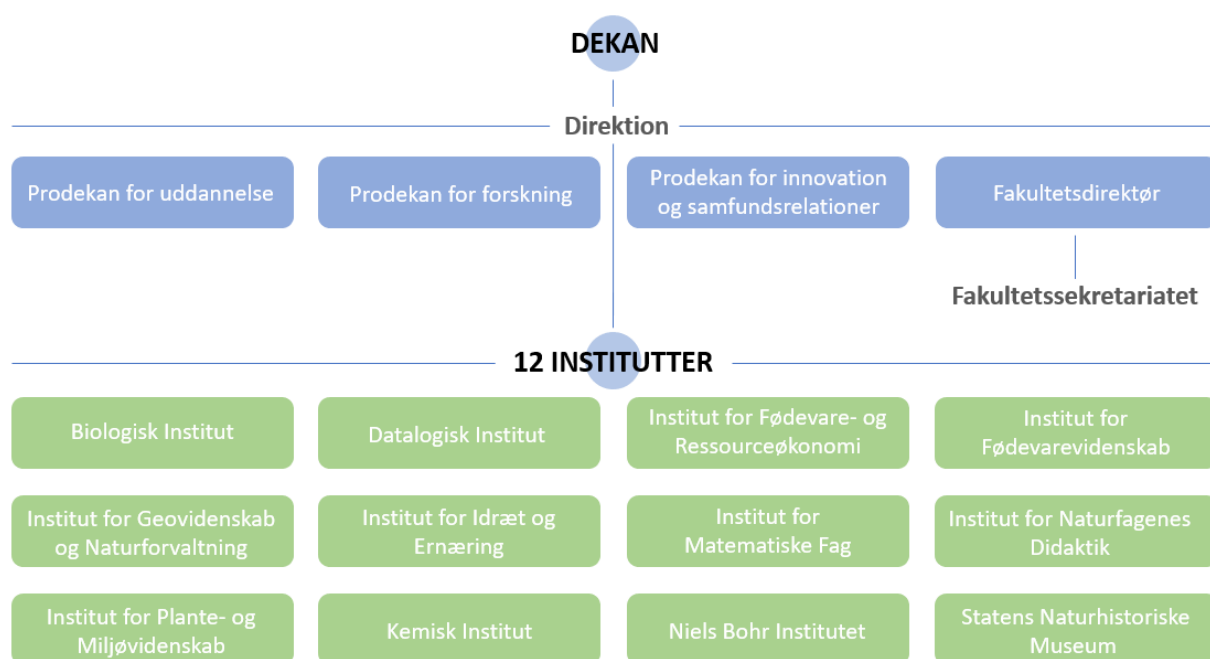 DEKAN
Direktion
Prodekan for uddannelse
Prodekan for forskning
Prodekan for innovation
og samfundsrelationer
Fakultetsdirektør
Fakultetssekretariatet
12 INSTITUTTER
Biologisk Institut
Datalogisk Institut
Institut for Fødevare- og
Ressourceøkonomi
Institut for
Fødevarevidenskab
Institut for Geovidenskab
og Naturforvaltning
Institut for Idræt og
Ernæring
Institut for
Matematiske Fag
Institut for Naturfagenes
Didaktik
Institut for Plante- og
Miljøvidenskab
Kemisk Institut
Niels Bohr Institutet
Statens Naturhistoriske
Museum